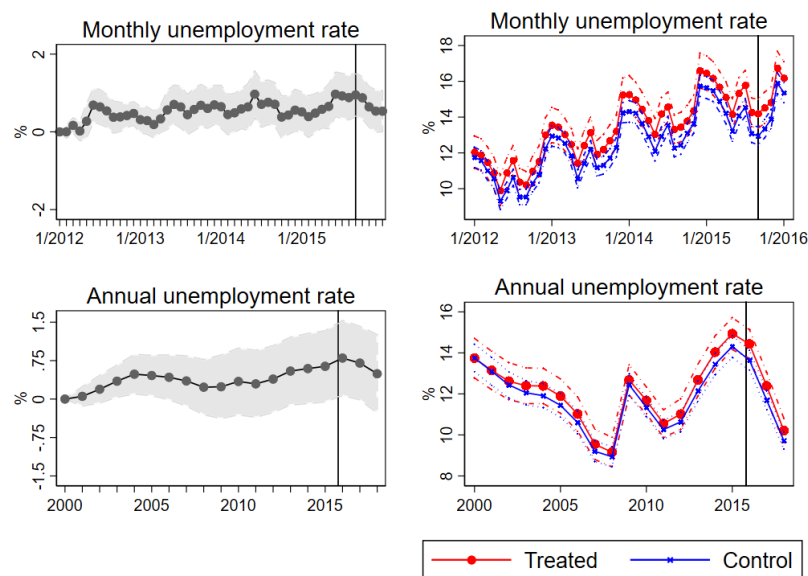 Monthly unemployment rate
%
2
0
-2
1/2012 1/2013 1/2014 1/2015
Monthly unemployment rate
%
18
16
14
12
10
1/2012 1/2013 1/2014 1/2015 1/2016
Annual unemployment rate
%
1.5
.75
0
-.75
-1.5
2000 2005 2010 2015
Annual unemployment rate
%
16
14
12
10
8
2000 2005 2010 2015
Treated Control